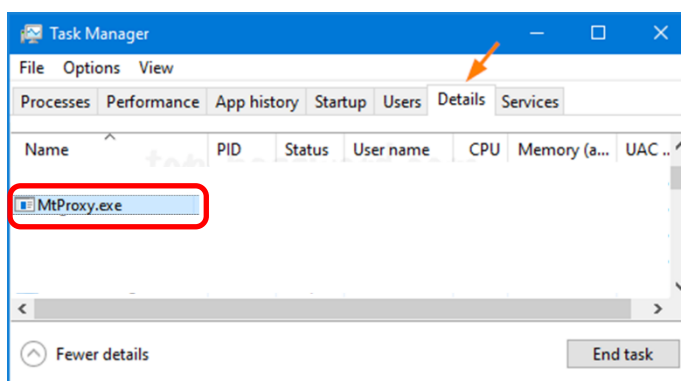 Task Manager
File Options View
Processes Performance App history Startup Users Details Services
Name PID Status User name CPU Memory (a... UAC ..
MtProxy.exe
Fewer details End task